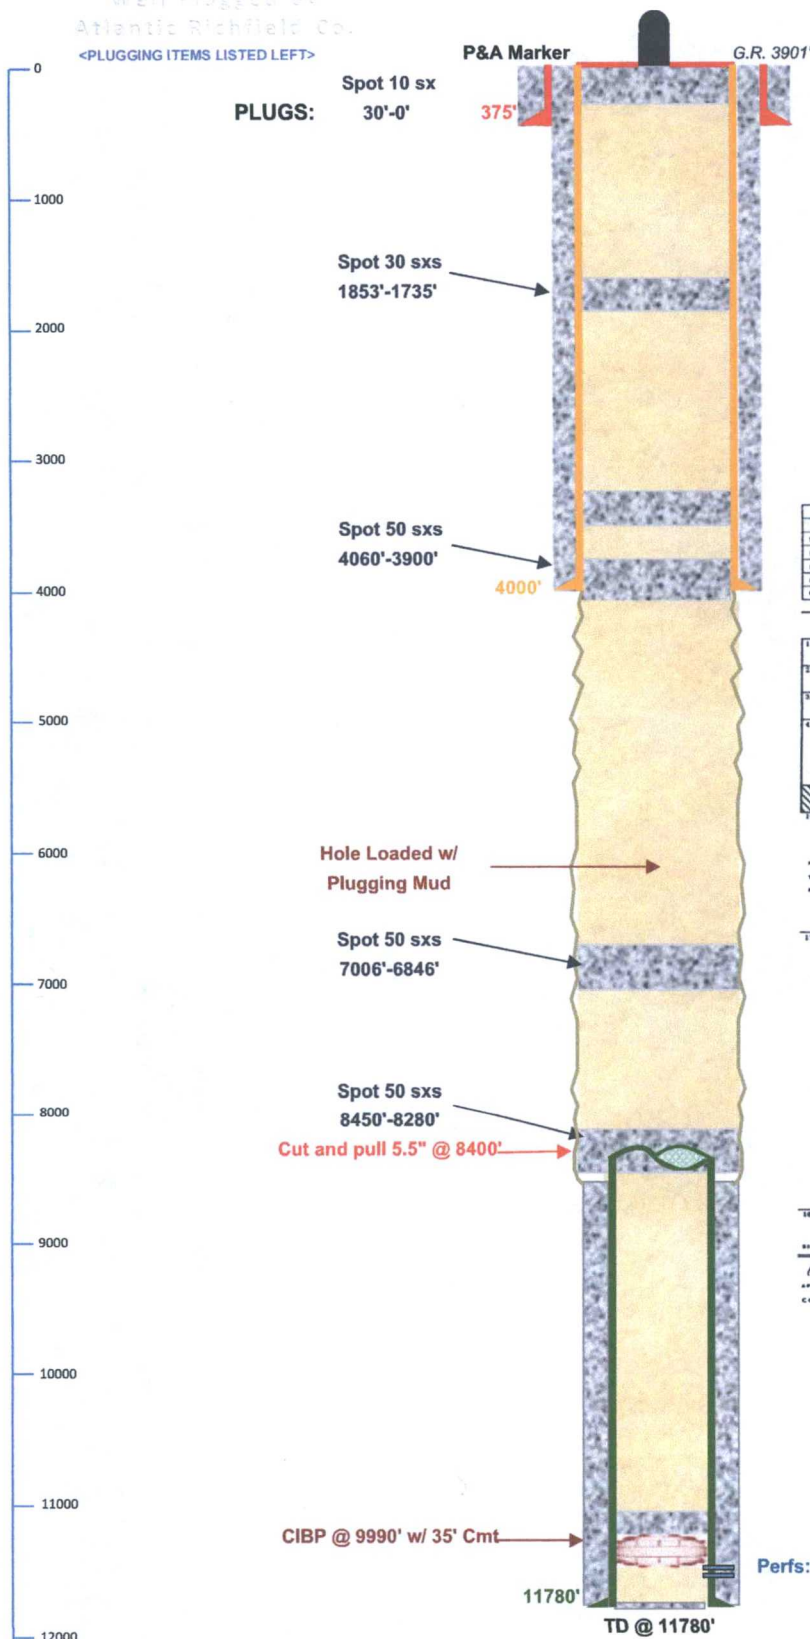 Atlantic Richfield Co.
<PLUGGING ITEMS LISTED LEFT>
P&A Marker
G.R. 3901'
0
Spot 10 sx
PLUGS: 30'-0'
375'
1000
Spot 30 sxs
1853'-1735'
2000
3000
Spot 50 sxs
4060'-3900'
4000'
4000
5000
6000
Hole Loaded w/
Plugging Mud
Spot 50 sxs
7006'-6846'
7000
8000
Spot 50 sxs
8450'-8280'
Cut and pull 5.5" @ 8400'
9000
10000
11000
CIBP @ 9990' w/ 35' Cmt
Perfs:
11780'
TD @ 11780'
12000